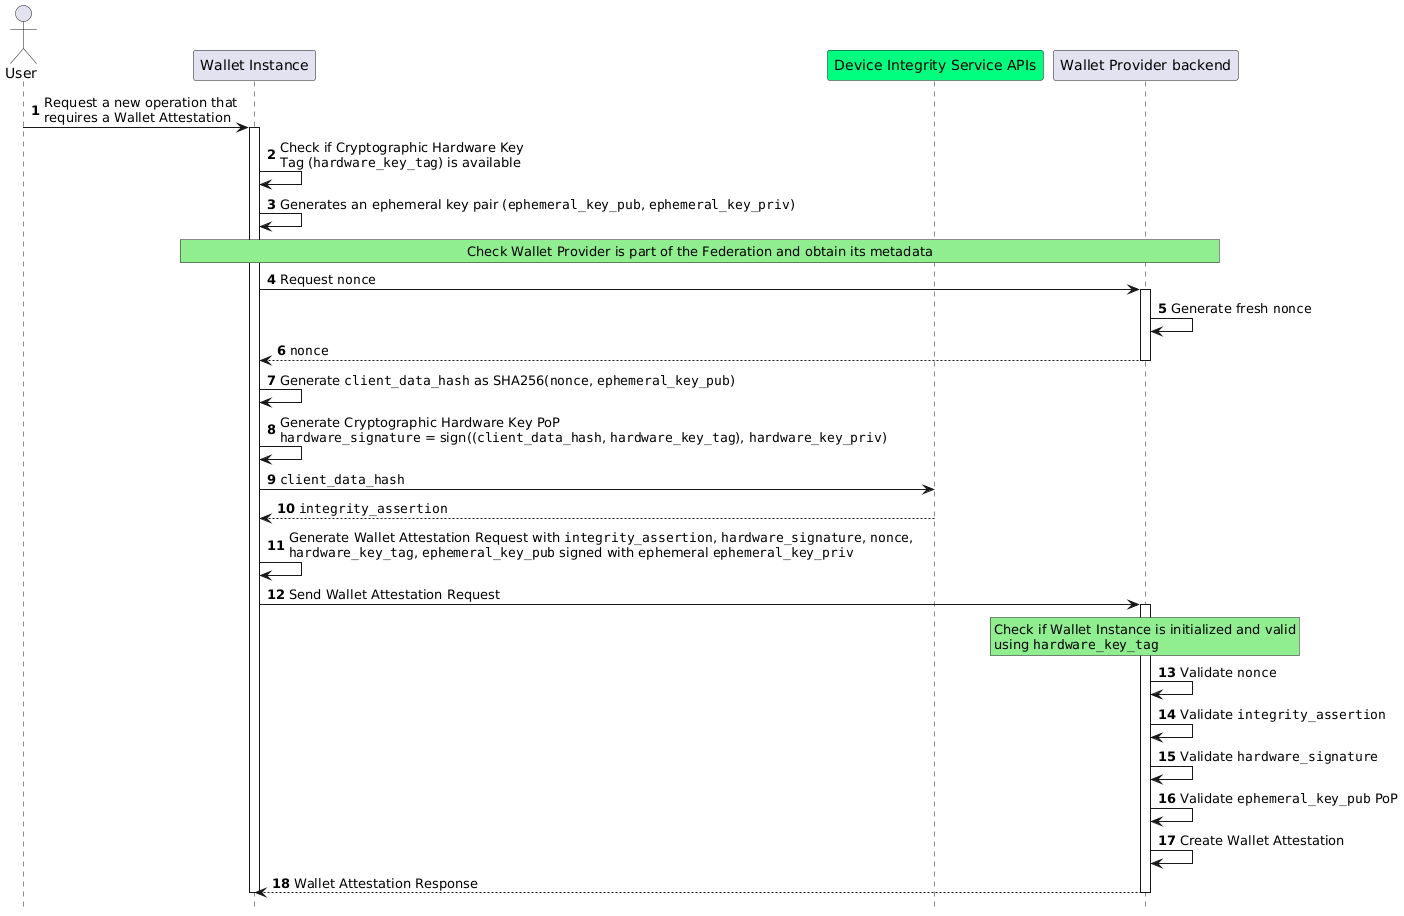 User
Wallet Instance
Device Integrity Service APIs
Wallet Provider backend
1 Request a new operation that
requires a Wallet Attestation
2 Check if Cryptographic Hardware Key
Tag (hardware_key_tag) is available
3 Generates an ephemeral key pair (ephemeral_key_pub, ephemeral_key_priv)
Check Wallet Provider is part of the Federation and obtain its metadata
4 Request nonce
5 Generate fresh nonce
6 nonce
7 Generate client_data_hash as SHA256(nonce, ephemeral_key_pub)
8 Generate Cryptographic Hardware Key PoP
hardware_signature = sign((client_data_hash, hardware_key_tag), hardware_key_priv)
9 client_data_hash
10 integrity_assertion
11 Generate Wallet Attestation Request with integrity_assertion, hardware_signature, nonce,
hardware_key_tag, ephemeral_key_pub signed with ephemeral ephemeral_key_priv
12 Send Wallet Attestation Request
Check if Wallet Instance is initialized and valid
using hardware_key_tag
13 Validate nonce
14 Validate integrity_assertion
15 Validate hardware_signature
16 Validate ephemeral_key_pub PoP
17 Create Wallet Attestation
18 Wallet Attestation Response